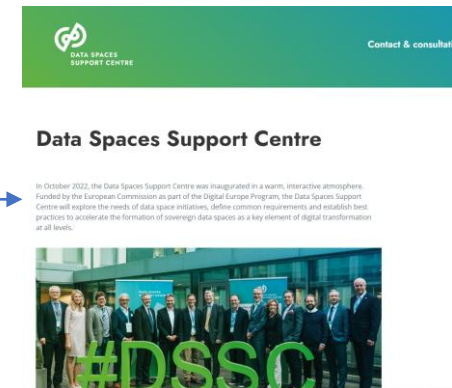 DATA SPACES
SUPPORT CENTRE
Contact & consultati
Data Spaces Support Centre
In October 2022, the Data Spaces Support Centre was inaugurated in a warm, interactive atmosphere.
Funded by the European Commission as part of the Digital Europe Program, the Data Spaces Support
Centre will explore the needs of data space initiatives, define common requirements and establish best
practices to accelerate the formation of sovereign data spaces as a key element of digital transformation
at all levels.
#DSSC